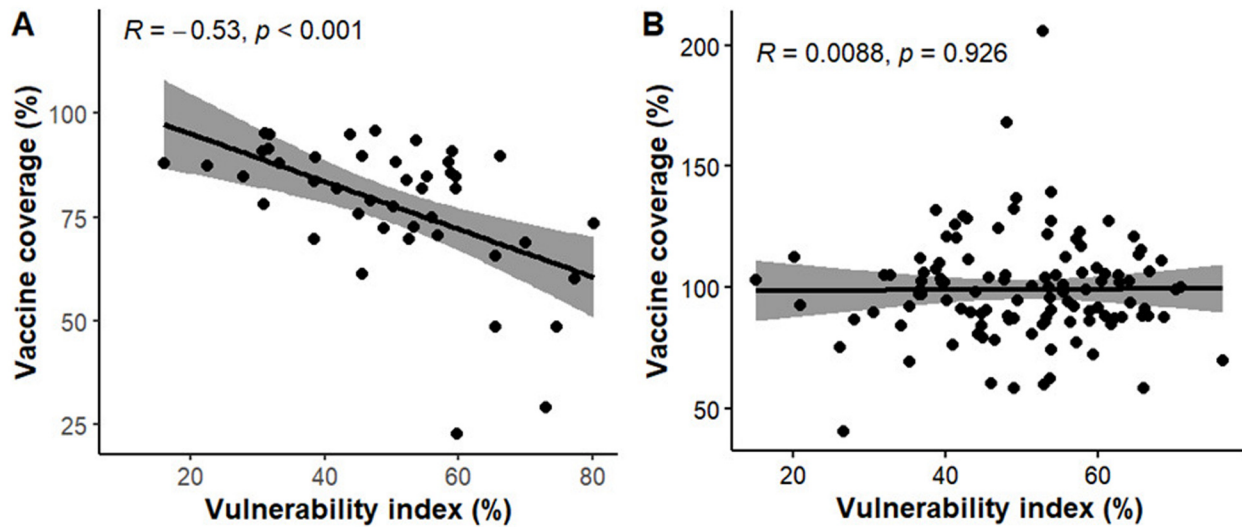 A
R = −0.53, p < 0.001
Vaccine coverage (%)
100
75
50
25
20
40
60
80
Vulnerability index (%)
B
R = 0.0088, p = 0.926
Vaccine coverage (%)
200
150
100
50
20
40
60
Vulnerability index (%)